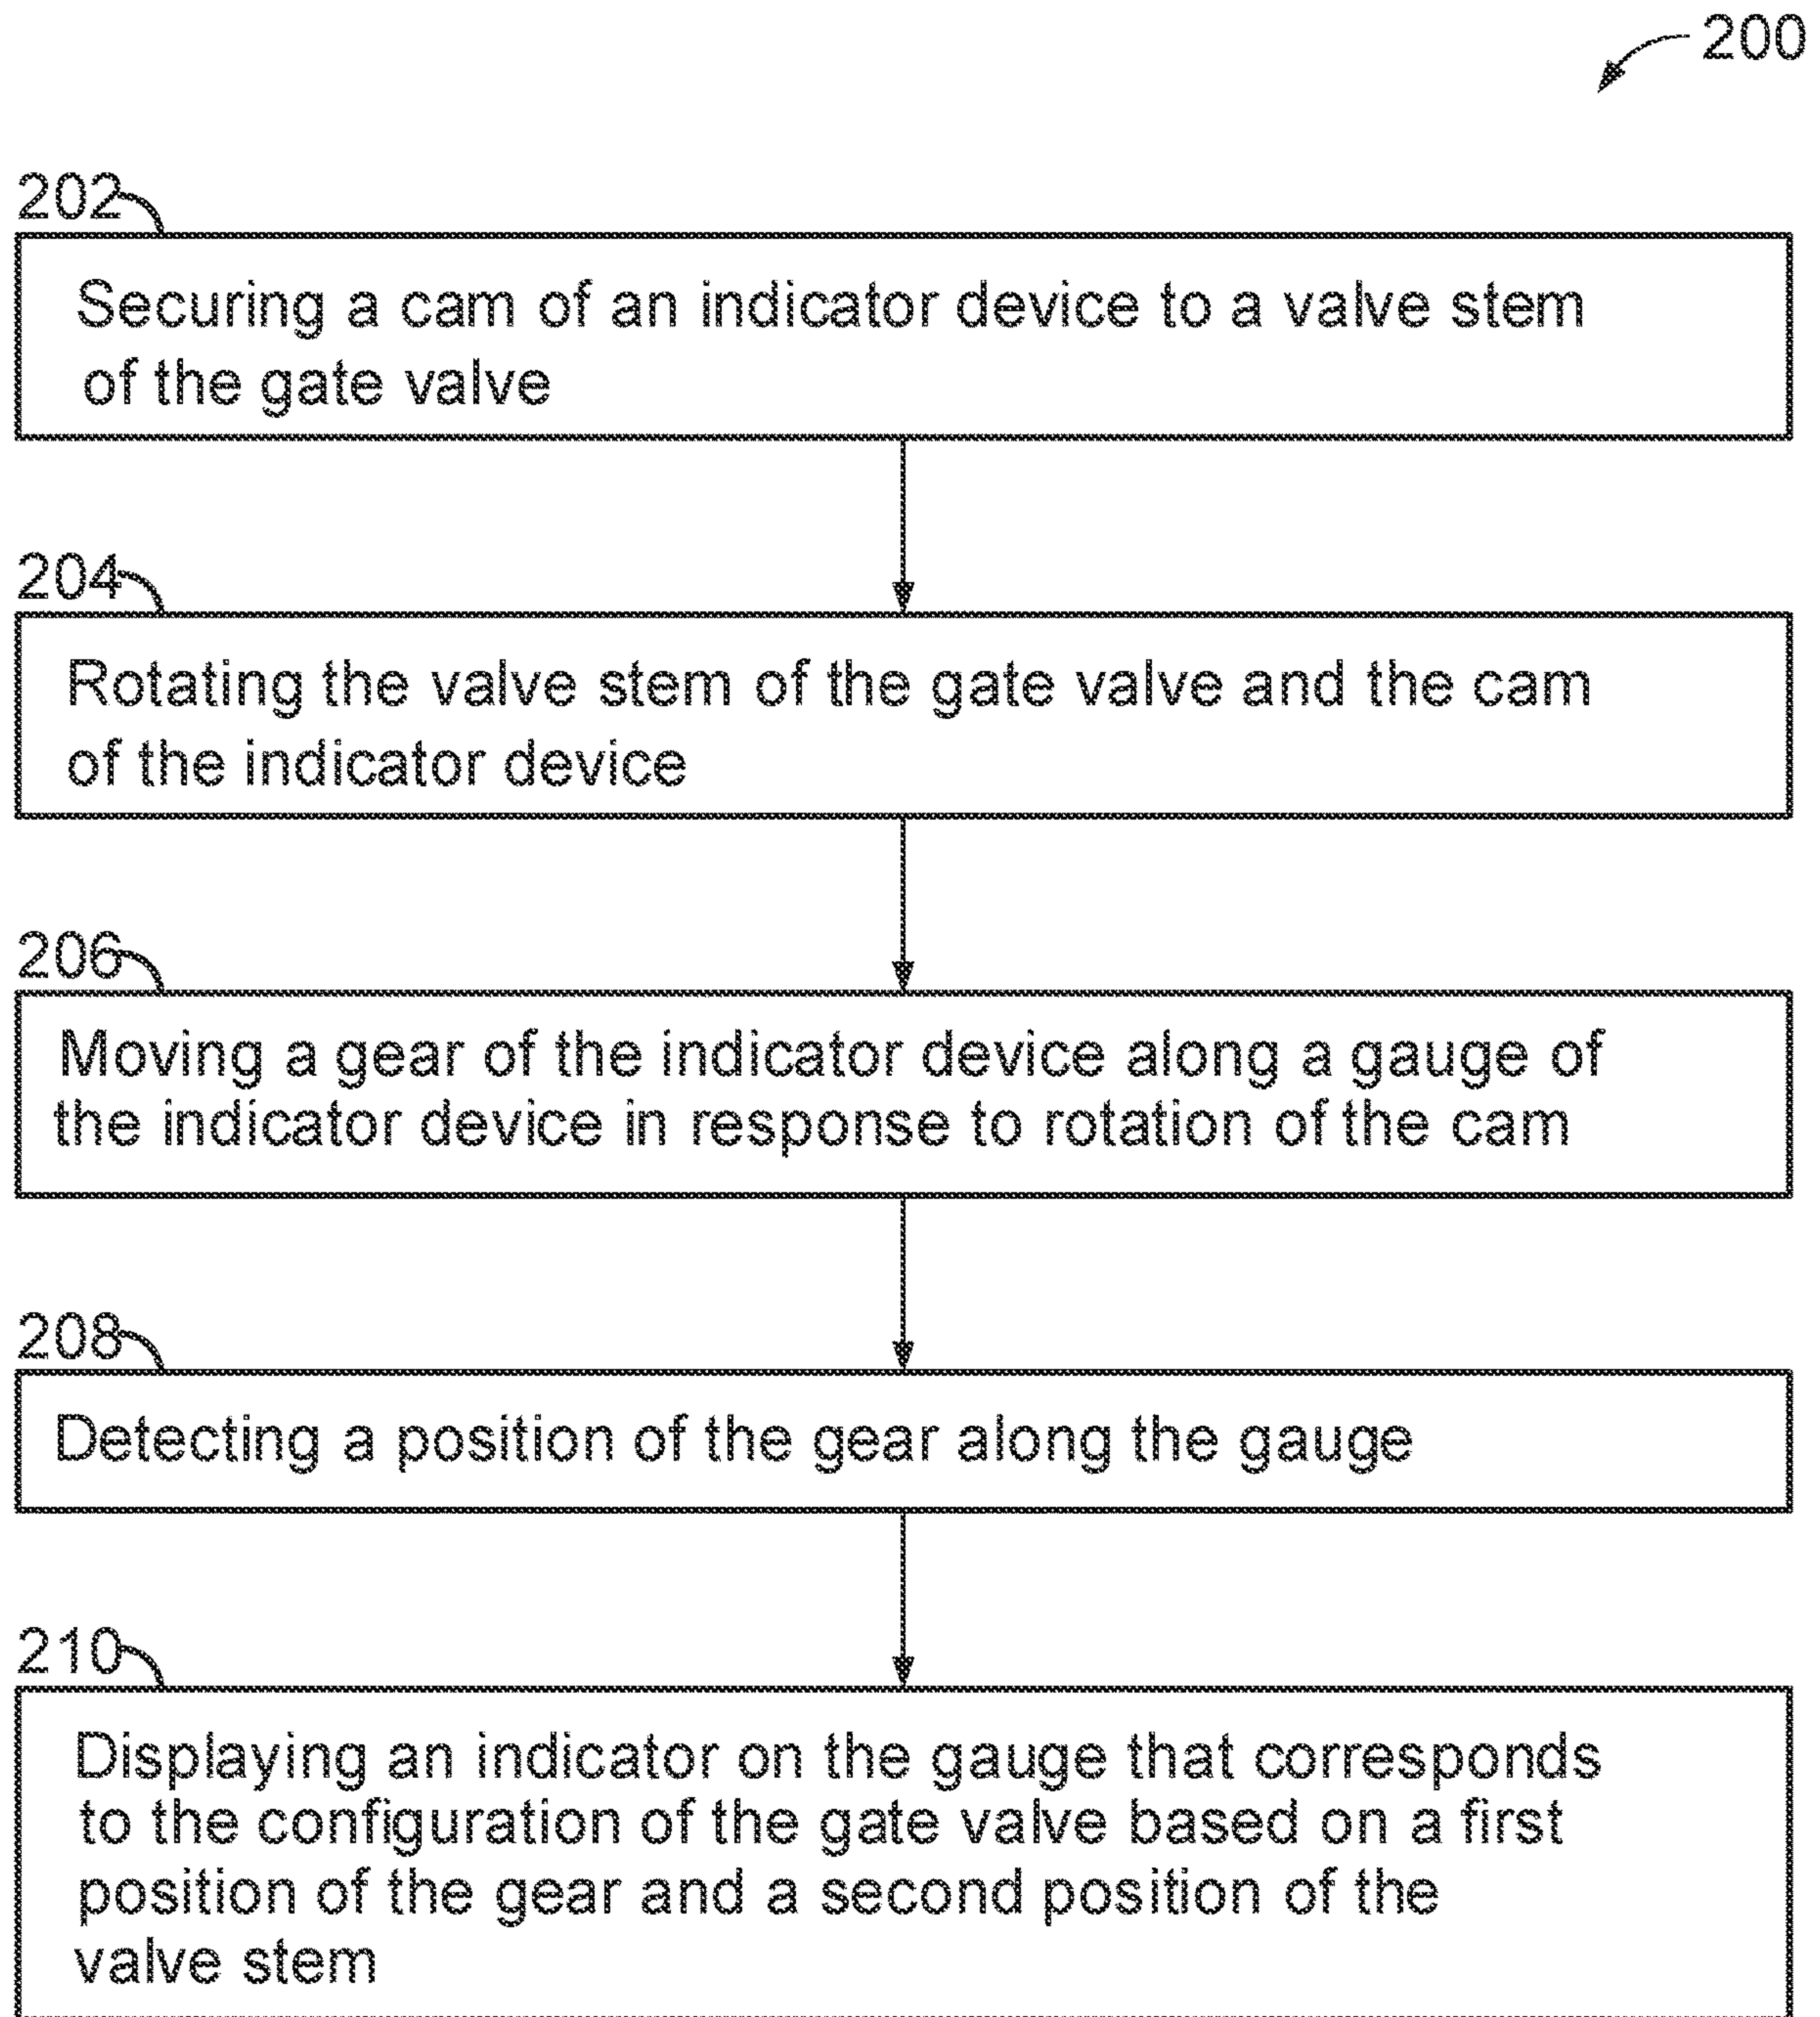 200
202
Securing a cam of an indicator device to a valve stem
of the gate valve
204
Rotating the valve stem of the gate valve and the cam
of the indicator device
206
Moving a gear of the indicator device along a gauge of
the indicator device in response to rotation of the cam
208
Detecting a position of the gear along the gauge
210
Displaying an indicator on the gauge that corresponds
to the configuration of the gate valve based on a first
position of the gear and a second position of the
valve stem